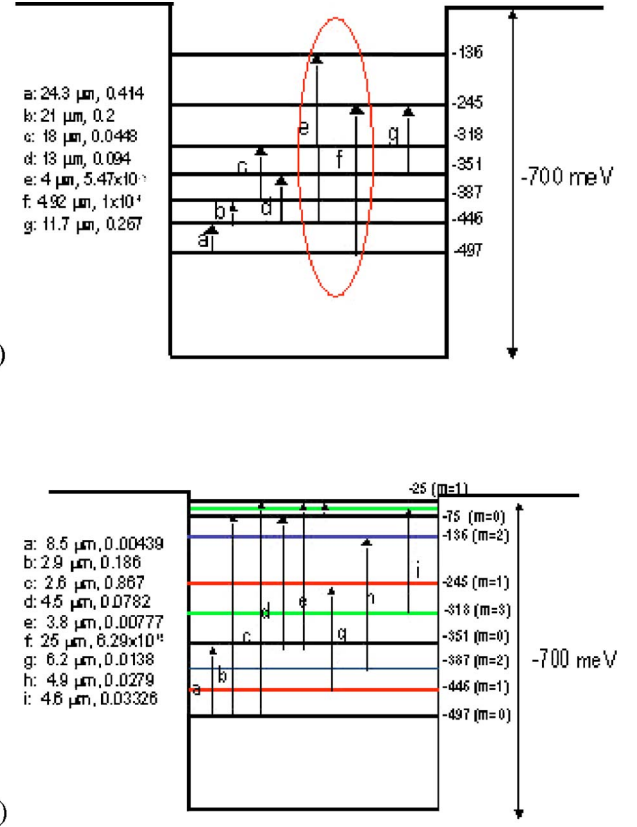 -136
a: 24.3 µm, 0.414
b: 21 µm, 0.2
-245
c: 18 µm, 0.0448
e
g
-318
d: 13 µm, 0.094
f
e: 4 µm, 5.47x10
c
-351
-700 meV
f: 4.92 µm, 1x10
-387
g: 11.7 µm, 0.267
b
d
-446
a
-497
)
-25 (m=1)
-75 (m=0)
-136 (m=2)
a: 8.5 µm, 0.00439
b: 2.9 µm, 0.186
i
c: 2.6 µm, 0.867
-245 (m=1)
d: 4.5 µm, 0.0782
h
e: 3.8 µm, 0.00777
d
e
-318 (m=3)
f: 25 µm, 6.29x10
c
g
-351 (m=0)
g: 6.2 µm, 0.0138
-700 meV
h: 4.9 µm, 0.0279
b
-387 (m=2)
i: 4.6 µm, 0.03326
a
-446 (m=1)
-497 (m=0)
)